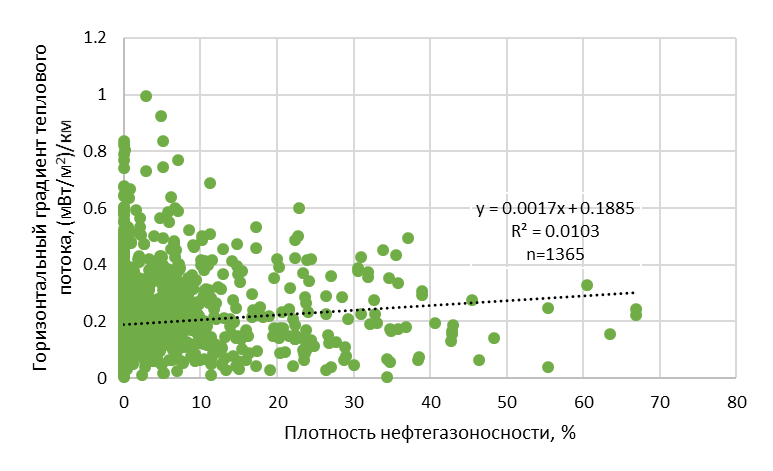 1.2
1
0.8
0.6
0.4
0.2
0
Горизонтальный градиент теплового
потока, (мВт/м²)/км
y = 0.0017x + 0.1885
R² = 0.0103
n=1365
0 10 20 30 40 50 60 70 80
Плотность нефтегазоносности, %